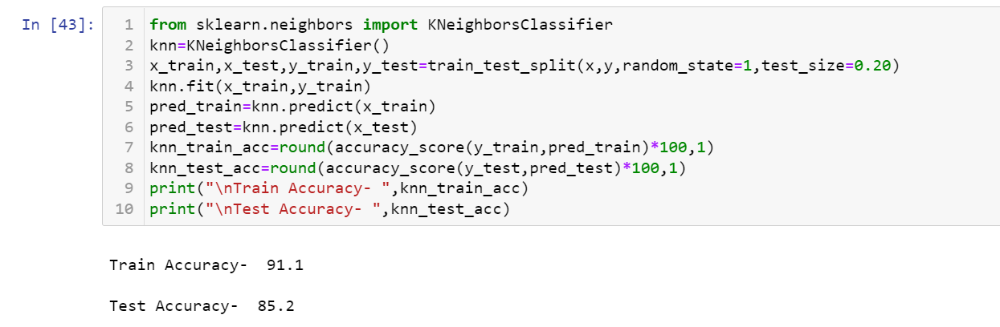 In [43]:
1 from sklearn.neighbors import KNeighborsClassifier
2 knn=KNeighborsClassifier()
3 x_train,x_test,y_train,y_test=train_test_split(x,y,random_state=1,test_size=0.20)
4 knn.fit(x_train,y_train)
5 pred_train=knn.predict(x_train)
6 pred_test=knn.predict(x_test)
7 knn_train_acc=round(accuracy_score(y_train,pred_train)*100,1)
8 knn_test_acc=round(accuracy_score(y_test,pred_test)*100,1)
9 print("\nTrain Accuracy- ",knn_train_acc)
10 print("\nTest Accuracy- ",knn_test_acc)
Train Accuracy-  91.1
Test Accuracy-  85.2